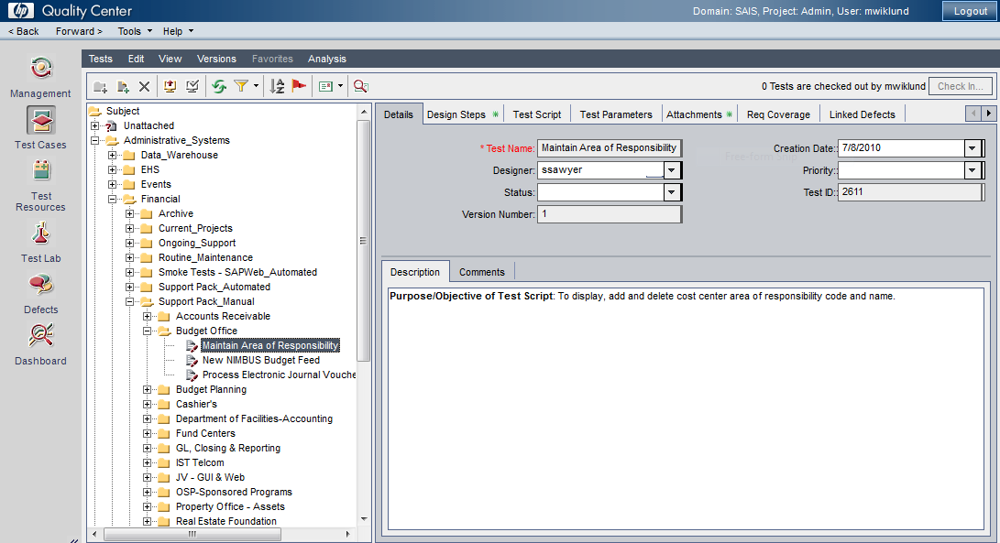 hp Quality Center
Domain: SAIS, Project: Admin, User: mwiklund
Logout
< Back Forward > Tools Help
Management
Test Cases
Test
Resources
Test Lab
Defects
Dashboard
Tests Edit View Versions Favorites Analysis
0 Tests are checked out by mwiklund
Check In...
Subject
Unattached
Administrative_Systems
Data_Warehouse
EHS
Events
Financial
Archive
Current_Projects
Ongoing_Support
Routine_Maintenance
Smoke Tests - SAPWeb_Automated
Support Pack_Automated
Support Pack_Manual
Accounts Receivable
Budget Office
Maintain Area of Responsibility
New NIMBUS Budget Feed
Process Electronic Journal Vouche
Budget Planning
Cashier's
Department of Facilities-Accounting
Fund Centers
GL, Closing & Reporting
IST Telcom
JV - GUI & Web
OSP-Sponsored Programs
Property Office - Assets
Real Estate Foundation
Details Design Steps * Test Script Test Parameters Attachments * Req Coverage Linked Defects
* Test Name: Maintain Area of Responsibility
Creation Date:: 7/8/2010
Designer: ssawyer
Priority::
Status:
Test ID:: 2611
Version Number: 1
Description Comments
Purpose/Objective of Test Script: To display, add and delete cost center area of responsibility code and name.